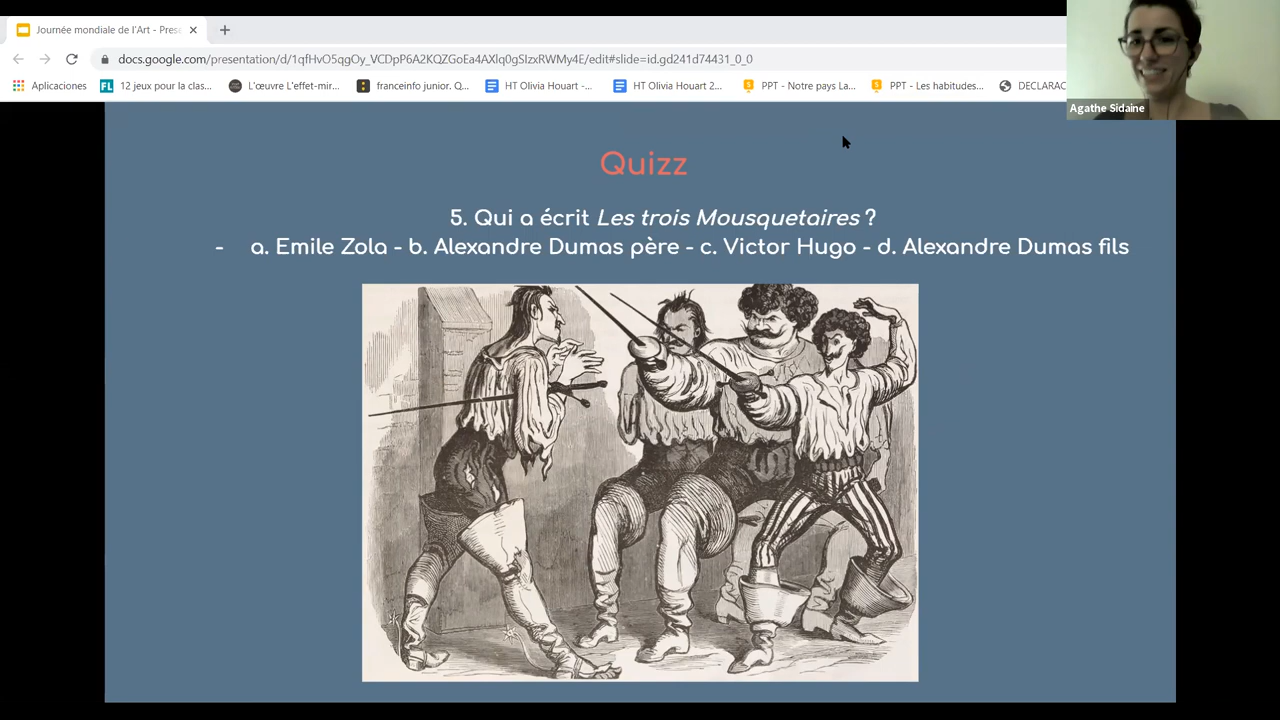 Journée mondiale de l'Art - Prese
docs.google.com/presentation/d/1qfHvO5qgOy_VCDpP6A2KQZGoEa4AXlq0gSIzxRWMy4E/edit#slide=id.gd241d74431_0_0
Aplicaciones FL 12 jeux pour la clas... L'œuvre L'effet-mir... franceinfo junior. Q... HT Olivia Houart -... HT Olivia Houart 2... PPT - Notre pays La... PPT - Les habitudes... DECLARAC
Agathe Sidaine
Quizz
5. Qui a écrit Les trois Mousquetaires ?
- a. Emile Zola - b. Alexandre Dumas père - c. Victor Hugo - d. Alexandre Dumas fils